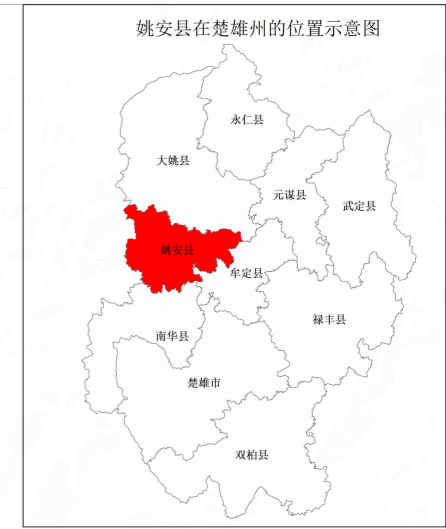 姚安县在楚雄州的位置示意图
永仁县
大姚县
元谋县
武定县
姚安县
牟定县
禄丰县
南华县
楚雄市
双柏县